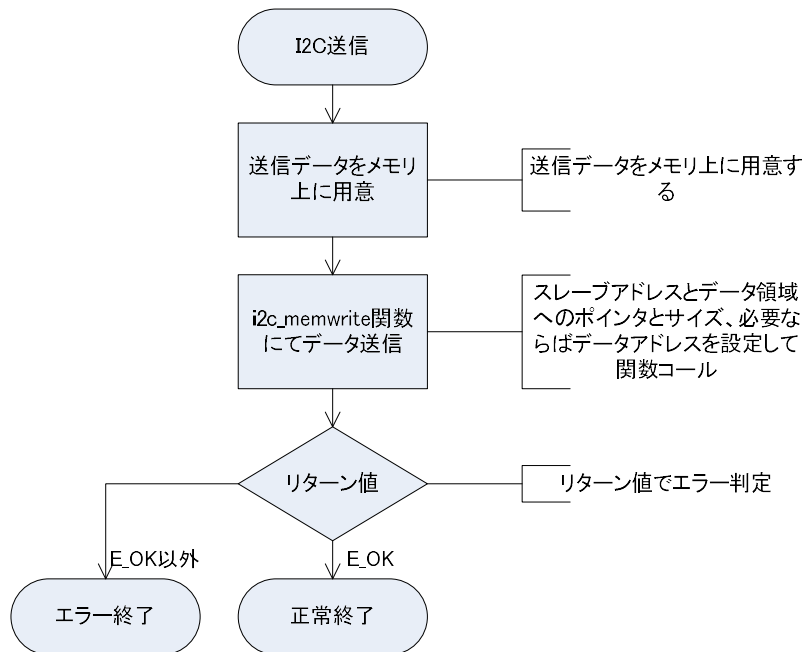 I2C送信
送信データをメモリ
上に用意
送信データをメモリ上に用意す
る
i2c_memwrite関数
にてデータ送信
スレーブアドレスとデータ領域
へのポインタとサイズ、必要な
らばデータアドレスを設定して
関数コール
リターン値
リターン値でエラー判定
E_OK以外
E_OK
エラー終了
正常終了